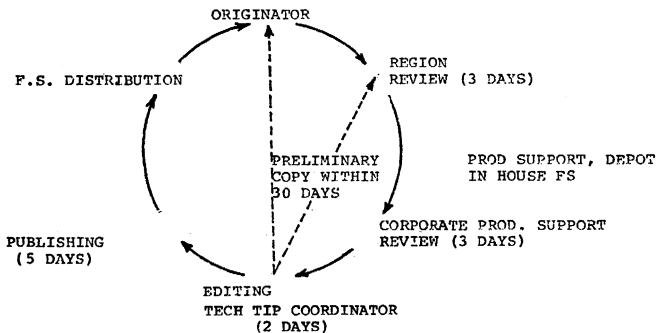 ORIGINATOR
REGION
REVIEW (3 DAYS)
F.S. DISTRIBUTION
PRELIMINARY
COPY WITHIN
30 DAYS
PROD SUPPORT, DEPOT
IN HOUSE FS
CORPORATE PROD. SUPPORT
REVIEW (3 DAYS)
PUBLISHING
(5 DAYS)
EDITING
TECH TIP COORDINATOR
(2 DAYS)